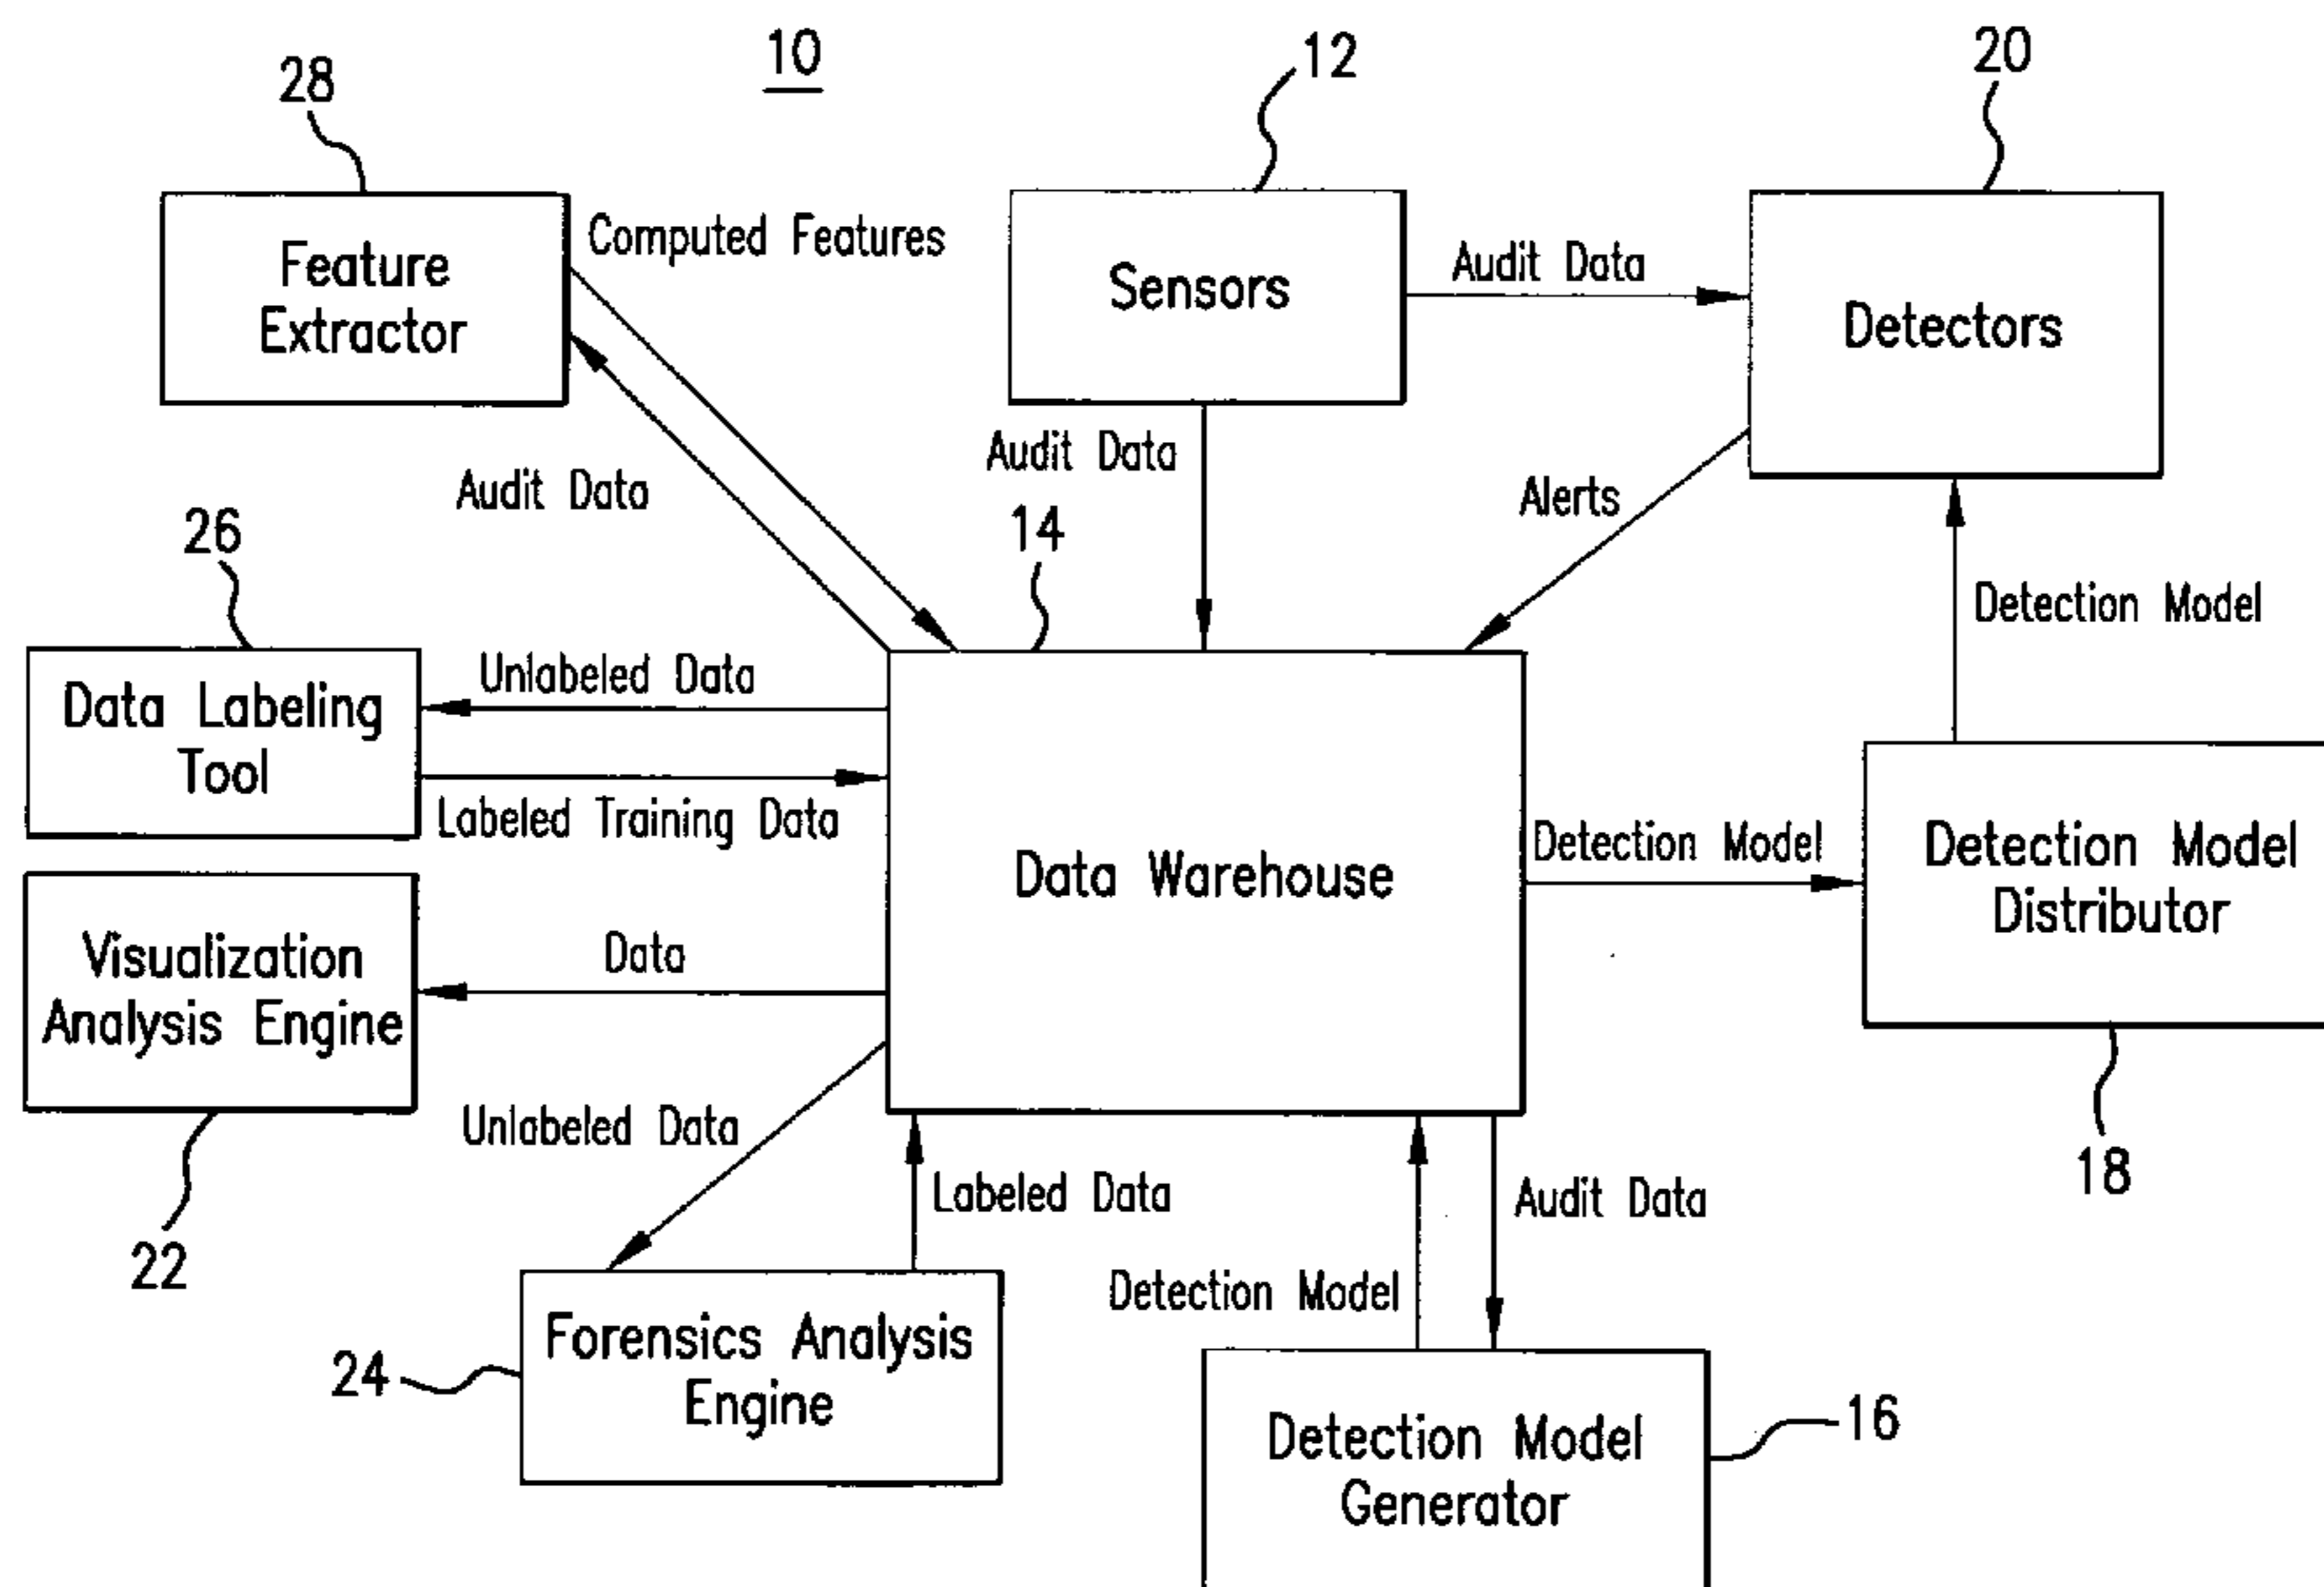 10
12
20
28
Computed Features
Feature
Extractor
Sensors
Audit Data
Detectors
Audit Data
Audit Data
Alerts
26
14
Detection Model
Unlabeled Data
Data Labeling
Tool
Labeled Training Data
Data Warehouse
Detection Model
Detection Model
Distributor
Visualization
Analysis Engine
Data
Unlabeled Data
Labeled Data
Audit Data
18
22
Detection Model
Forensics Analysis
Engine
24
Detection Model
Generator
16